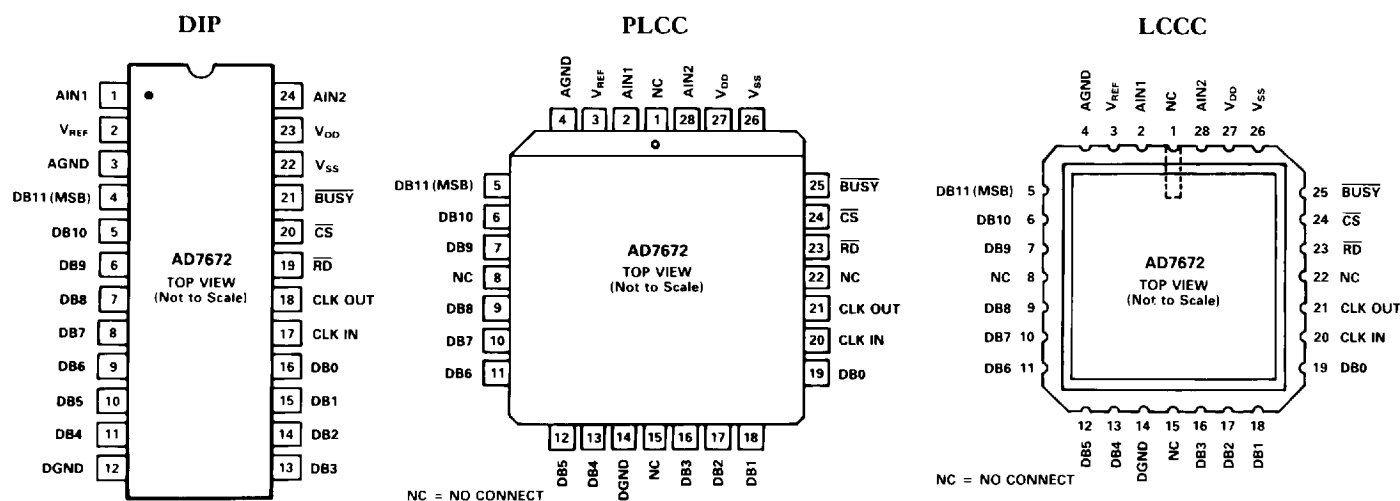 DIP
AIN1 1
V_REF 2
AGND 3
DB11 (MSB) 4
DB10 5
DB9 6
DB8 7
DB7 8
DB6 9
DB5 10
DB4 11
DGND 12
AD7672
TOP VIEW
(Not to Scale)
24 AIN2
23 V_DD
22 V_SS
21 B̅U̅S̅Y̅
20 C̅S̅
19 R̅D̅
18 CLK OUT
17 CLK IN
16 DB0
15 DB1
14 DB2
13 DB3
PLCC
AGND V_REF AIN1 NC AIN2 V_DD V_SS
4 3 2 1 28 27 26
DB11 (MSB) 5
DB10 6
DB9 7
NC 8
DB8 9
DB7 10
DB6 11
AD7672
TOP VIEW
(Not to Scale)
25 B̅U̅S̅Y̅
24 C̅S̅
23 R̅D̅
22 NC
21 CLK OUT
20 CLK IN
19 DB0
12 13 14 15 16 17 18
DB5 DB4 DGND NC DB3 DB2 DB1
NC = NO CONNECT
LCCC
AGND V_REF AIN1 NC AIN2 V_DD V_SS
4 3 2 1 28 27 26
DB11 (MSB) 5
DB10 6
DB9 7
NC 8
DB8 9
DB7 10
DB6 11
AD7672
TOP VIEW
(Not to Scale)
25 B̅U̅S̅Y̅
24 C̅S̅
23 R̅D̅
22 NC
21 CLK OUT
20 CLK IN
19 DB0
12 13 14 15 16 17 18
DB5 DB4 DGND NC DB3 DB2 DB1
NC = NO CONNECT